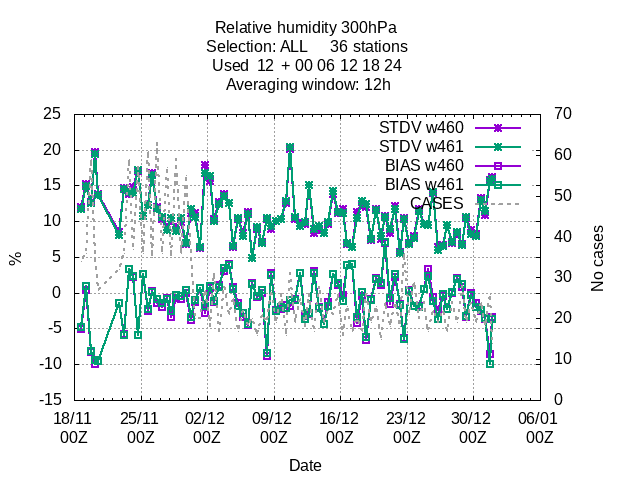 Relative humidity 300hPa
Selection: ALL 36 stations
Used 12 + 00 06 12 18 24
Averaging window: 12h
25
20
15
10
5
0
-5
-10
-15
%
70
60
50
40
30
20
10
0
No cases
STDV w460
STDV w461
BIAS w460
BIAS w461
CASES
18/11 25/11 02/12 09/12 16/12 23/12 30/12 06/01
00Z 00Z 00Z 00Z 00Z 00Z 00Z 00Z
Date